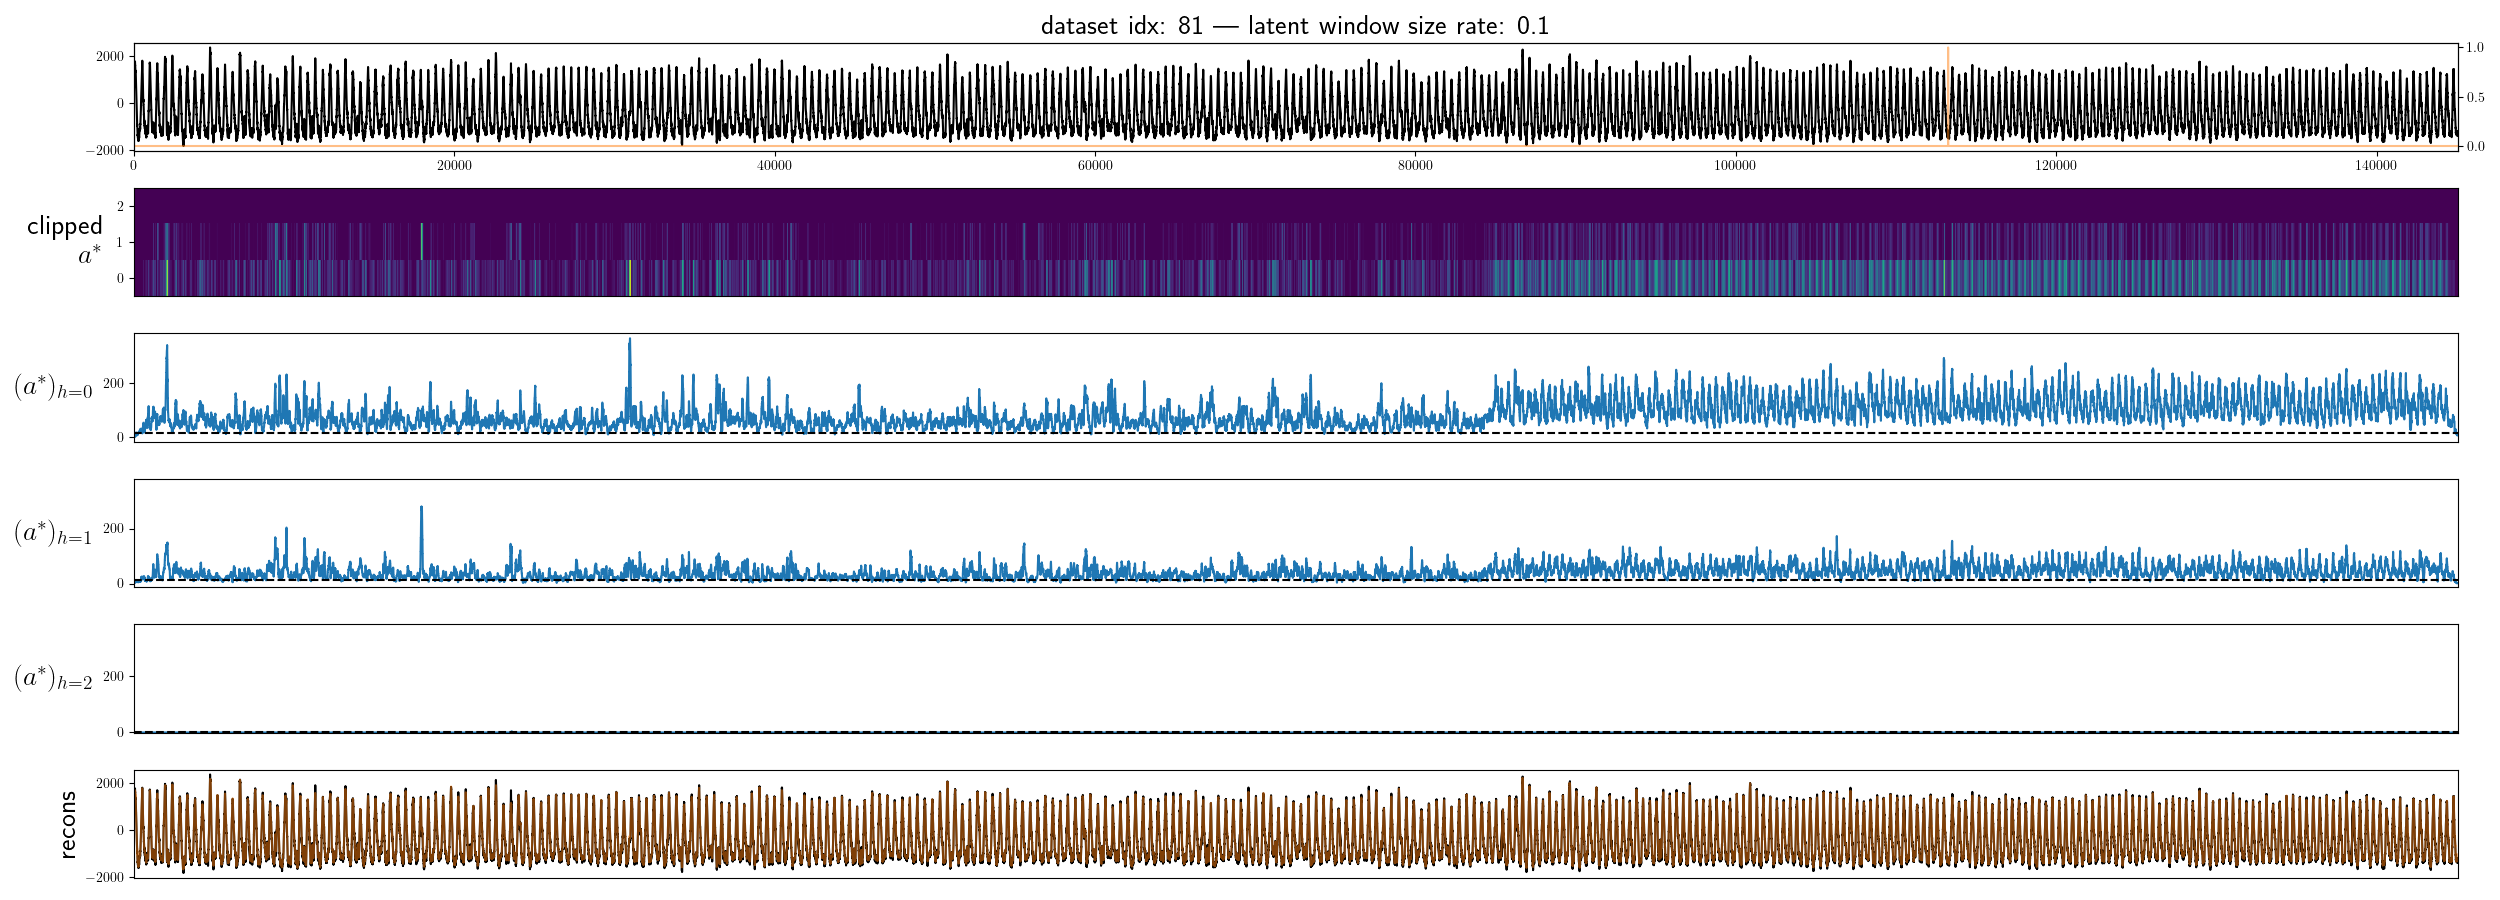 dataset idx: 81 — latent window size rate: 0.1
2000
0
−2000
1.0
0.5
0.0
0 20000 40000 60000 80000 100000 120000 140000
clipped
a*
2
1
0
(a*)h=0
200
0
(a*)h=1
200
0
(a*)h=2
200
0
recons
2000
0
−2000